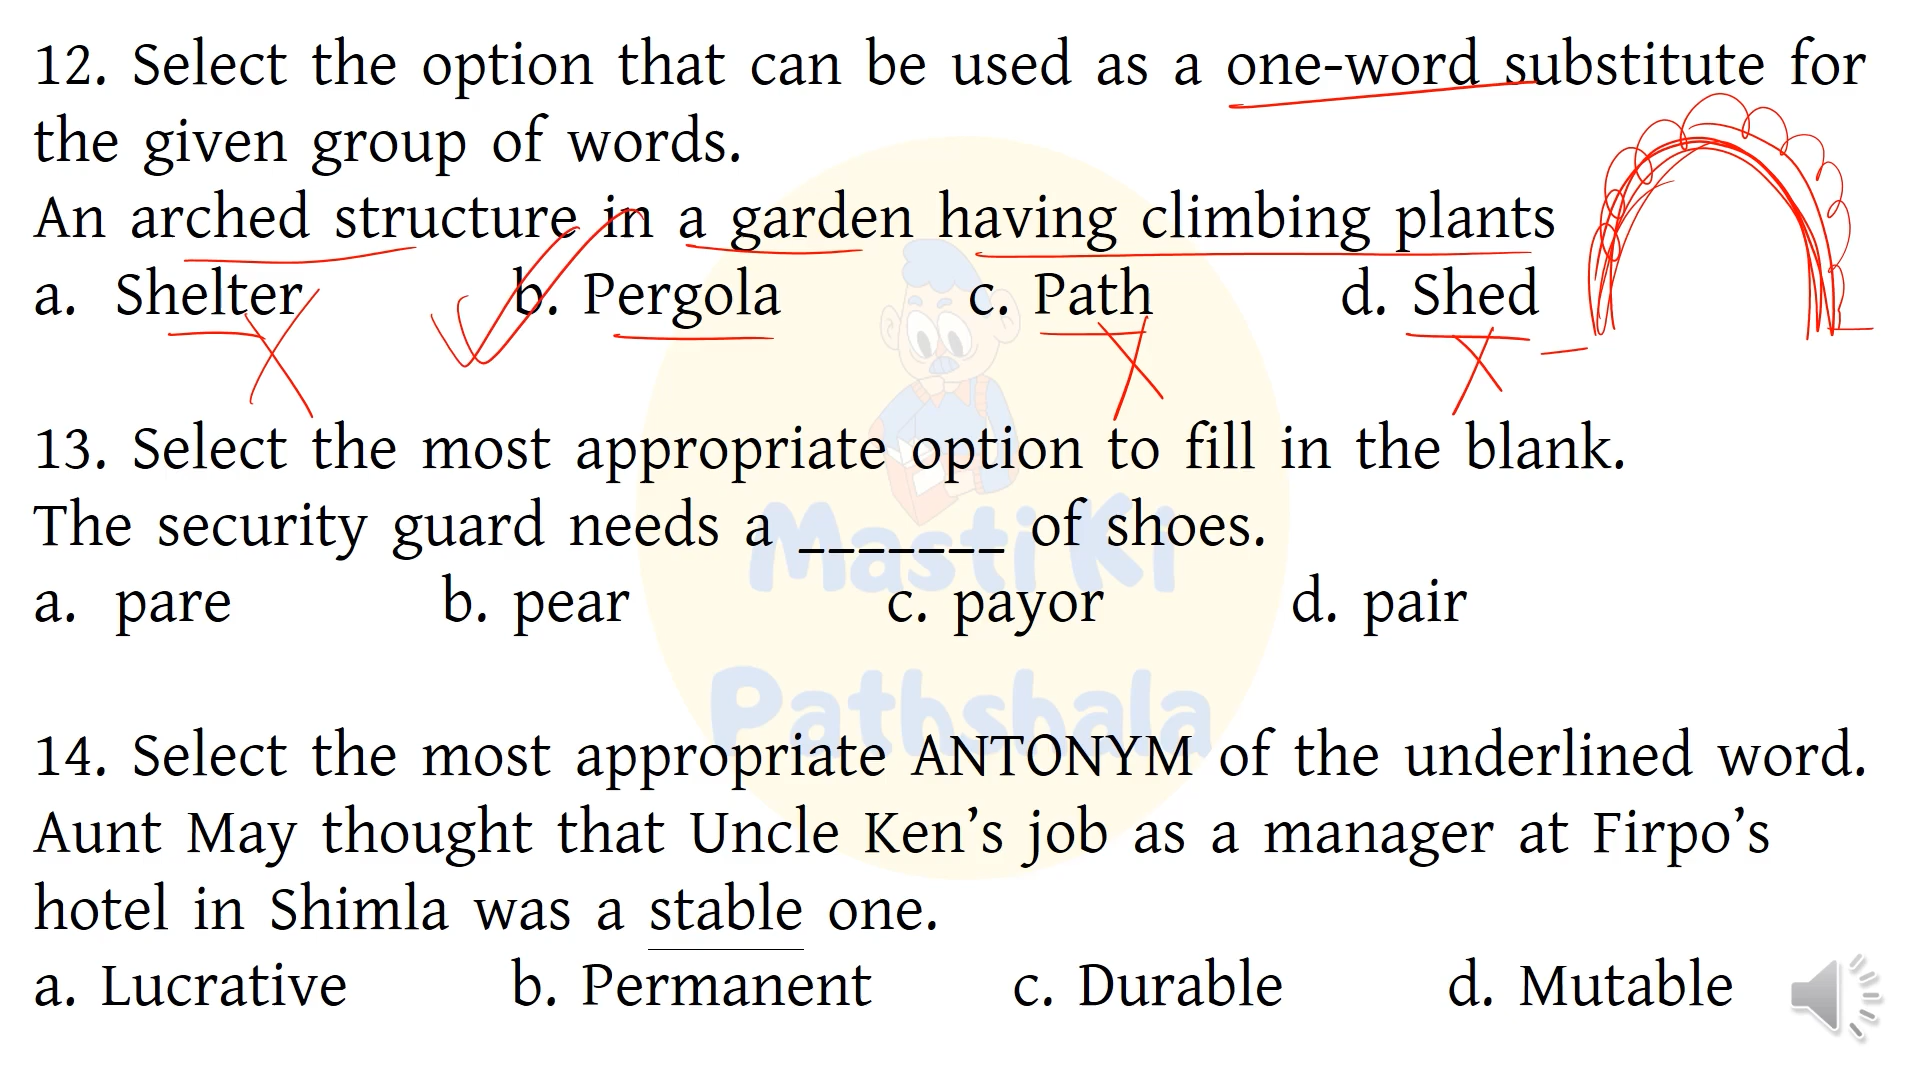 12. Select the option that can be used as a one-word substitute for
the given group of words.
An arched structure in a garden having climbing plants
a. Shelter b. Pergola c. Path d. Shed
13. Select the most appropriate option to fill in the blank.
The security guard needs a _______ of shoes.
a. pare b. pear c. payor d. pair
Masti Ki
Pathshala
14. Select the most appropriate ANTONYM of the underlined word.
Aunt May thought that Uncle Ken’s job as a manager at Firpo’s
hotel in Shimla was a stable one.
a. Lucrative b. Permanent c. Durable d. Mutable